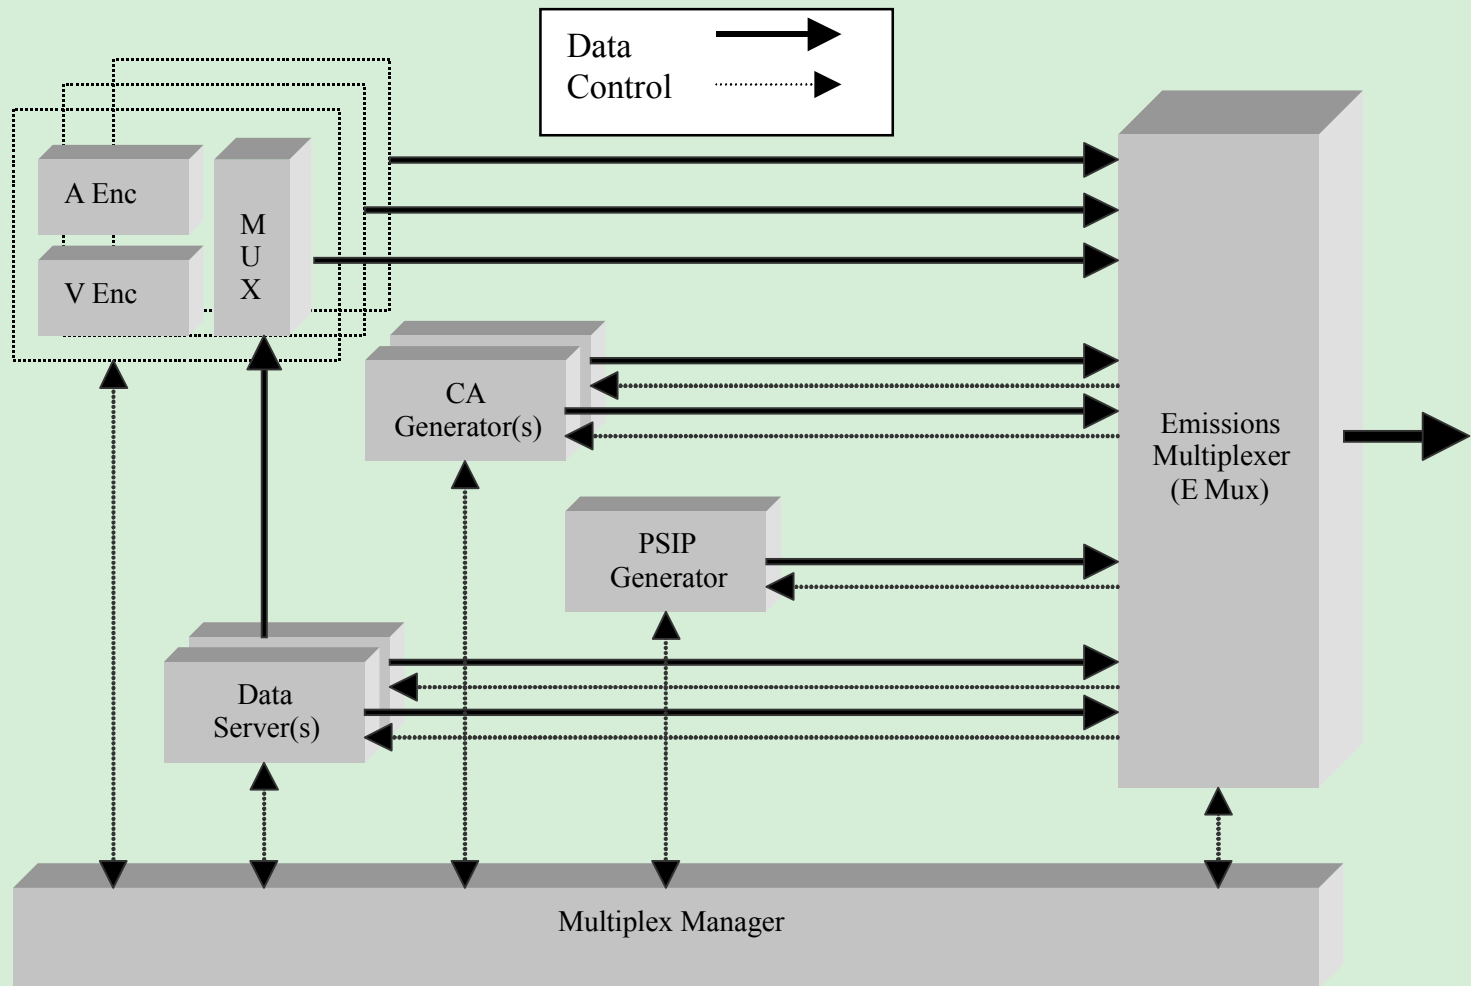 Data
Control
A Enc
V Enc
M
U
X
CA
Generator(s)
Emissions
Multiplexer
(E Mux)
PSIP
Generator
Data
Server(s)
Multiplex Manager